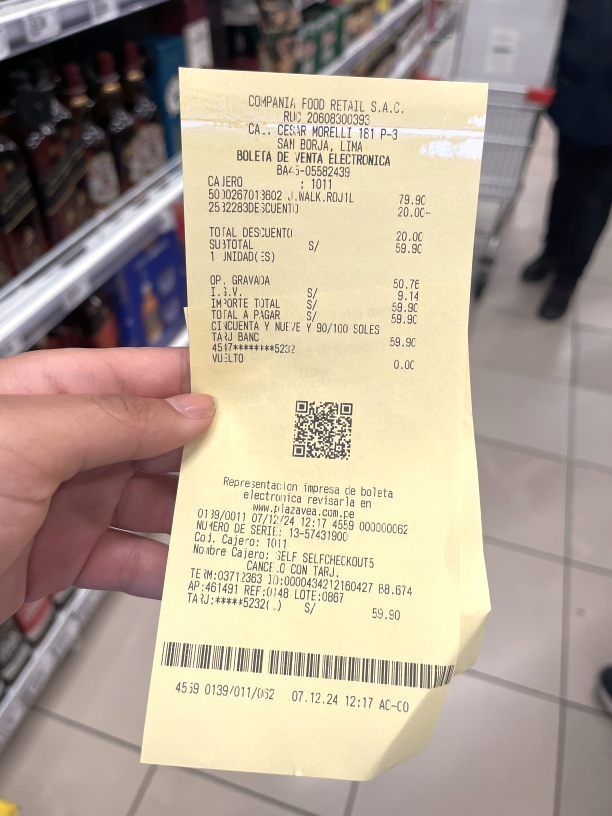 COMPANIA FOOD RETAIL S.A.C.
RUC 20608300393
CAL. CESAR MORELLI 181 P-3
SAN BORJA, LIMA
BOLETA DE VENTA ELECTRONICA
BA45-05582439
CAJERO : 1011
5000267013602 J.WALK.ROJ1L 79.90
2532283DESCUENTO 20.00-
TOTAL DESCUENTO 20.00
SUBTOTAL S/ 59.90
1 UNIDAD(ES)
OP. GRAVADA 50.76
I.G.V. S/ 9.14
IMPORTE TOTAL S/ 59.90
TOTAL A PAGAR S/ 59.90
CINCUENTA Y NUEVE Y 90/100 SOLES
TARJ BANC 59.90
4547********5232
VUELTO 0.00
Representacion impresa de boleta
electronica revisarla en
www.plazavea.com.pe
0139/0011 07/12/24 12:17 4559 000000062
NUMERO DE SERIE: 13-57431900
Cod. Cajero: 1011
Nombre Cajero: SELF SELFCHECKOUT5
CANCELO CON TARJ.
TERM:03712363 ID:0000434212160427 B8.674
AP:461491 REF:0148 LOTE:0867
TARJ:*****5232(.) S/ 59.90
4559 0139/011/062 07.12.24 12:17 AC-CO